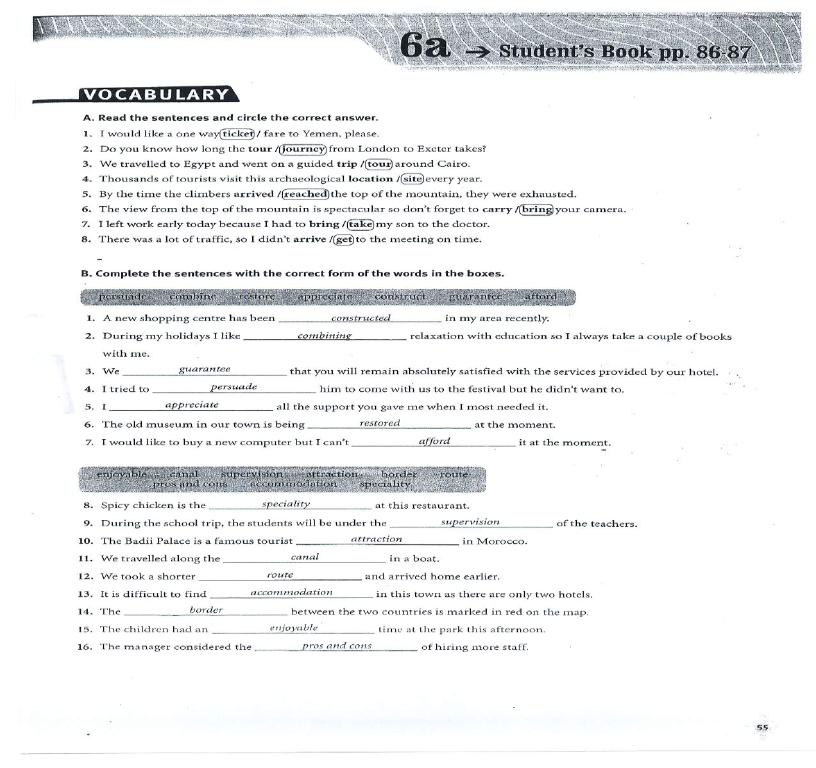 6a → Student's Book pp. 86-87
VOCABULARY
A. Read the sentences and circle the correct answer.
1. I would like a one way ticket / fare to Yemen, please.
2. Do you know how long the tour / journey from London to Exeter takes?
3. We travelled to Egypt and went on a guided trip / tour around Cairo.
4. Thousands of tourists visit this archaeological location / site every year.
5. By the time the climbers arrived / reached the top of the mountain, they were exhausted.
6. The view from the top of the mountain is spectacular so don't forget to carry / bring your camera.
7. I left work early today because I had to bring / take my son to the doctor.
8. There was a lot of traffic, so I didn't arrive / get to the meeting on time.
B. Complete the sentences with the correct form of the words in the boxes.
persuade combine restore appreciate construct guarantee afford
1. A new shopping centre has been constructed in my area recently.
2. During my holidays I like combining relaxation with education so I always take a couple of books
with me.
3. We guarantee that you will remain absolutely satisfied with the services provided by our hotel.
4. I tried to persuade him to come with us to the festival but he didn't want to.
5. I appreciate all the support you gave me when I most needed it.
6. The old museum in our town is being restored at the moment.
7. I would like to buy a new computer but I can't afford it at the moment.
enjoyable canal supervision attraction border route
pros and cons accommodation speciality
8. Spicy chicken is the speciality at this restaurant.
9. During the school trip, the students will be under the supervision of the teachers.
10. The Badii Palace is a famous tourist attraction in Morocco.
11. We travelled along the canal in a boat.
12. We took a shorter route and arrived home earlier.
13. It is difficult to find accommodation in this town as there are only two hotels.
14. The border between the two countries is marked in red on the map.
15. The children had an enjoyable time at the park this afternoon.
16. The manager considered the pros and cons of hiring more staff.
55